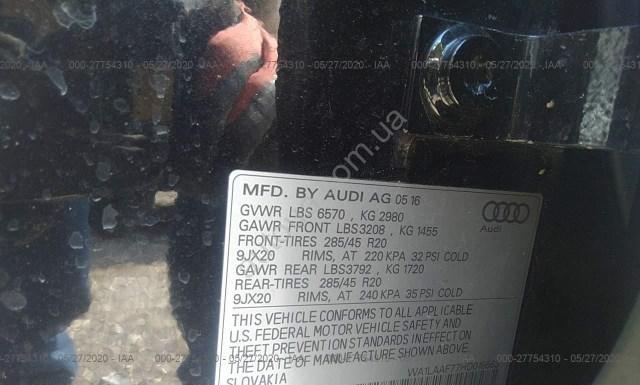 000-27754310 - 05/27/2020 - IAA
com.ua
MFD. BY AUDI AG 05 16
GVWR LBS 6570 , KG 2980
GAWR FRONT LBS3208 , KG 1455
FRONT-TIRES 285/45 R20
9JX20 RIMS, AT 220 KPA 32 PSI COLD
GAWR REAR LBS3792 , KG 1720
REAR-TIRES 285/45 R20
9JX20 RIMS, AT 240 KPA 35 PSI COLD
Audi
THIS VEHICLE CONFORMS TO ALL APPLICABLE
U.S. FEDERAL MOTOR VEHICLE SAFETY AND
THEFT PREVENTION STANDARDS IN EFFECT ON
THE DATE OF MANUFACTURE SHOWN ABOVE.
SLOVAKIA